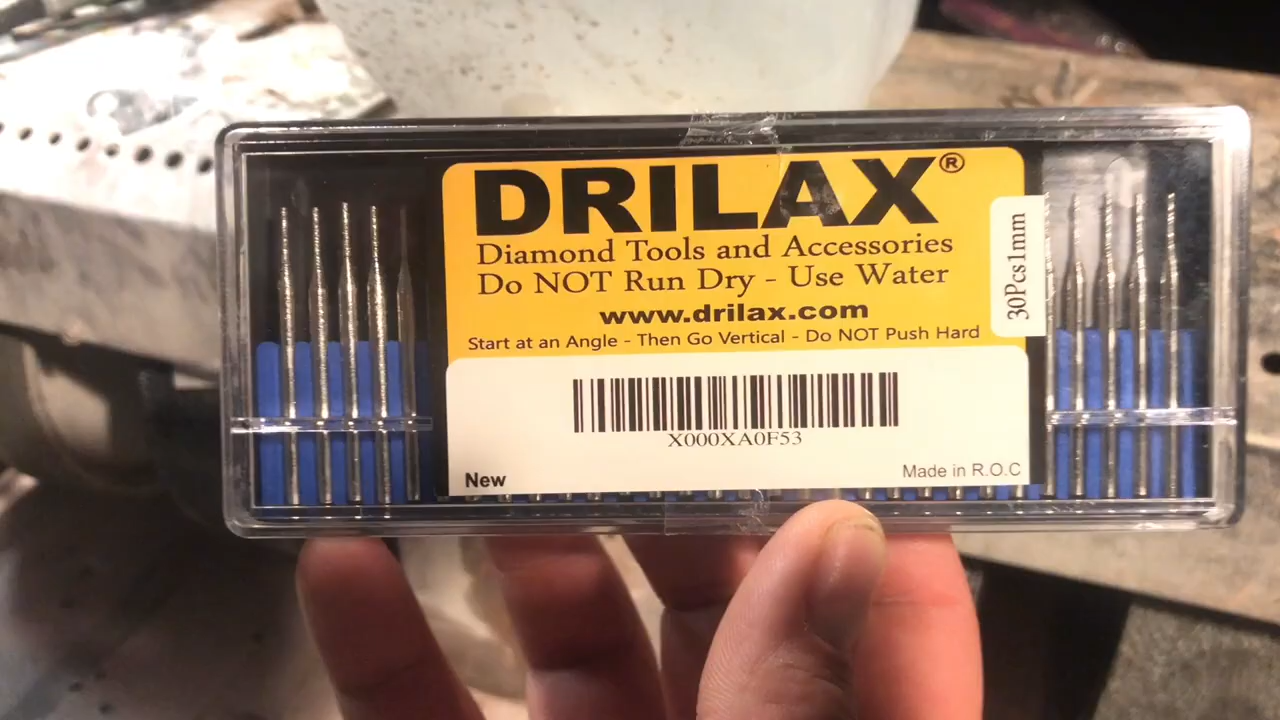 DRILAX®
Diamond Tools and Accessories
Do NOT Run Dry - Use Water
www.drilax.com
Start at an Angle - Then Go Vertical - Do NOT Push Hard
30Pcs1mm
X000XA0F53
New
Made in R.O.C